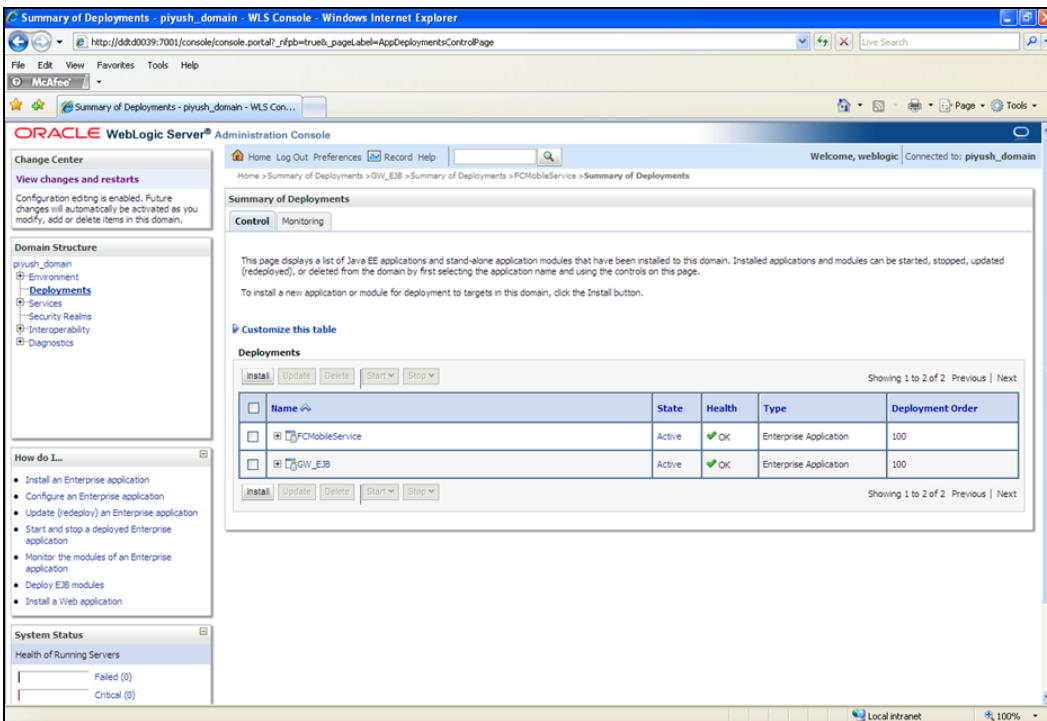 Summary of Deployments - piyush_domain - WLS Console - Windows Internet Explorer
http://ddtd0039:7001/console/console.portal?_nfpb=true&_pageLabel=AppDeploymentsControlPage
Live Search
File Edit View Favorites Tools Help
McAfee
Summary of Deployments - piyush_domain - WLS Con...
Page Tools
ORACLE WebLogic Server® Administration Console
Change Center
View changes and restarts
Configuration editing is enabled. Future
changes will automatically be activated as you
modify, add or delete items in this domain.
Domain Structure
piyush_domain
Environment
Deployments
Services
Security Realms
Interoperability
Diagnostics
How do I...
Install an Enterprise application
Configure an Enterprise application
Update (redeploy) an Enterprise application
Start and stop a deployed Enterprise
application
Monitor the modules of an Enterprise
application
Deploy EJB modules
Install a Web application
System Status
Health of Running Servers
Failed (0)
Critical (0)
Home Log Out Preferences Record Help
Welcome, weblogic Connected to: piyush_domain
Home >Summary of Deployments >GW_EJB >Summary of Deployments >FCMobileService >Summary of Deployments
Summary of Deployments
Control Monitoring
This page displays a list of Java EE applications and stand-alone application modules that have been installed to this domain. Installed applications and modules can be started, stopped, updated
(redeployed), or deleted from the domain by first selecting the application name and using the controls on this page.
To install a new application or module for deployment to targets in this domain, click the Install button.
Customize this table
Deployments
Install Update Delete Start Stop
Showing 1 to 2 of 2 Previous | Next
Name State Health Type Deployment Order
FCMobileService Active OK Enterprise Application 100
GW_EJB Active OK Enterprise Application 100
Install Update Delete Start Stop
Showing 1 to 2 of 2 Previous | Next
Local intranet 100%